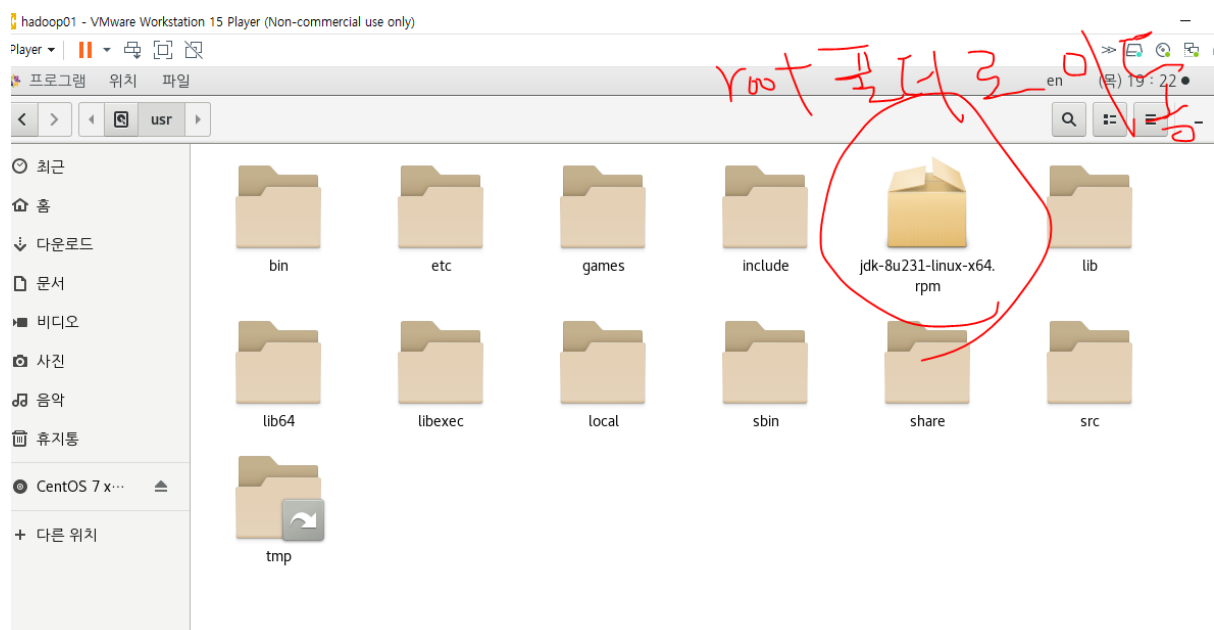 hadoop01 - VMware Workstation 15 Player (Non-commercial use only)
Player
root 폴더로 이동
프로그램 위치 파일
en (목) 19 : 22
usr
최근
홈
다운로드
문서
비디오
사진
음악
휴지통
CentOS 7 x…
다른 위치
bin etc games include jdk-8u231-linux-x64. lib
rpm
lib64 libexec local sbin share src
tmp